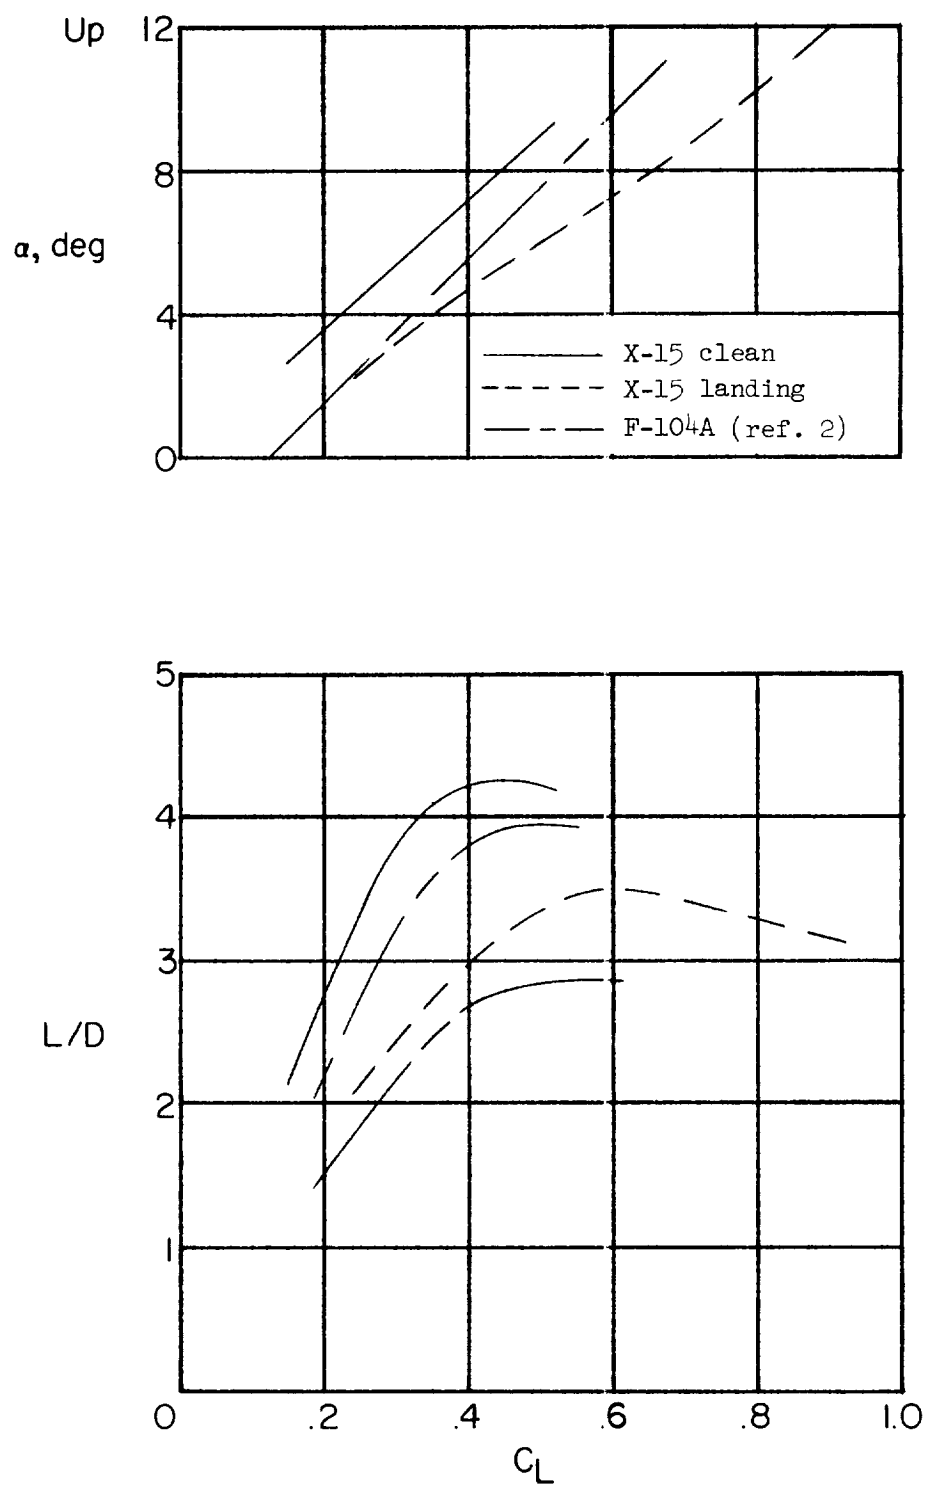 Up
12
8
α, deg
4
0
X-15 clean
X-15 landing
F-104A (ref. 2)
5
4
3
L/D
2
1
0 .2 .4 .6 .8 1.0
CL